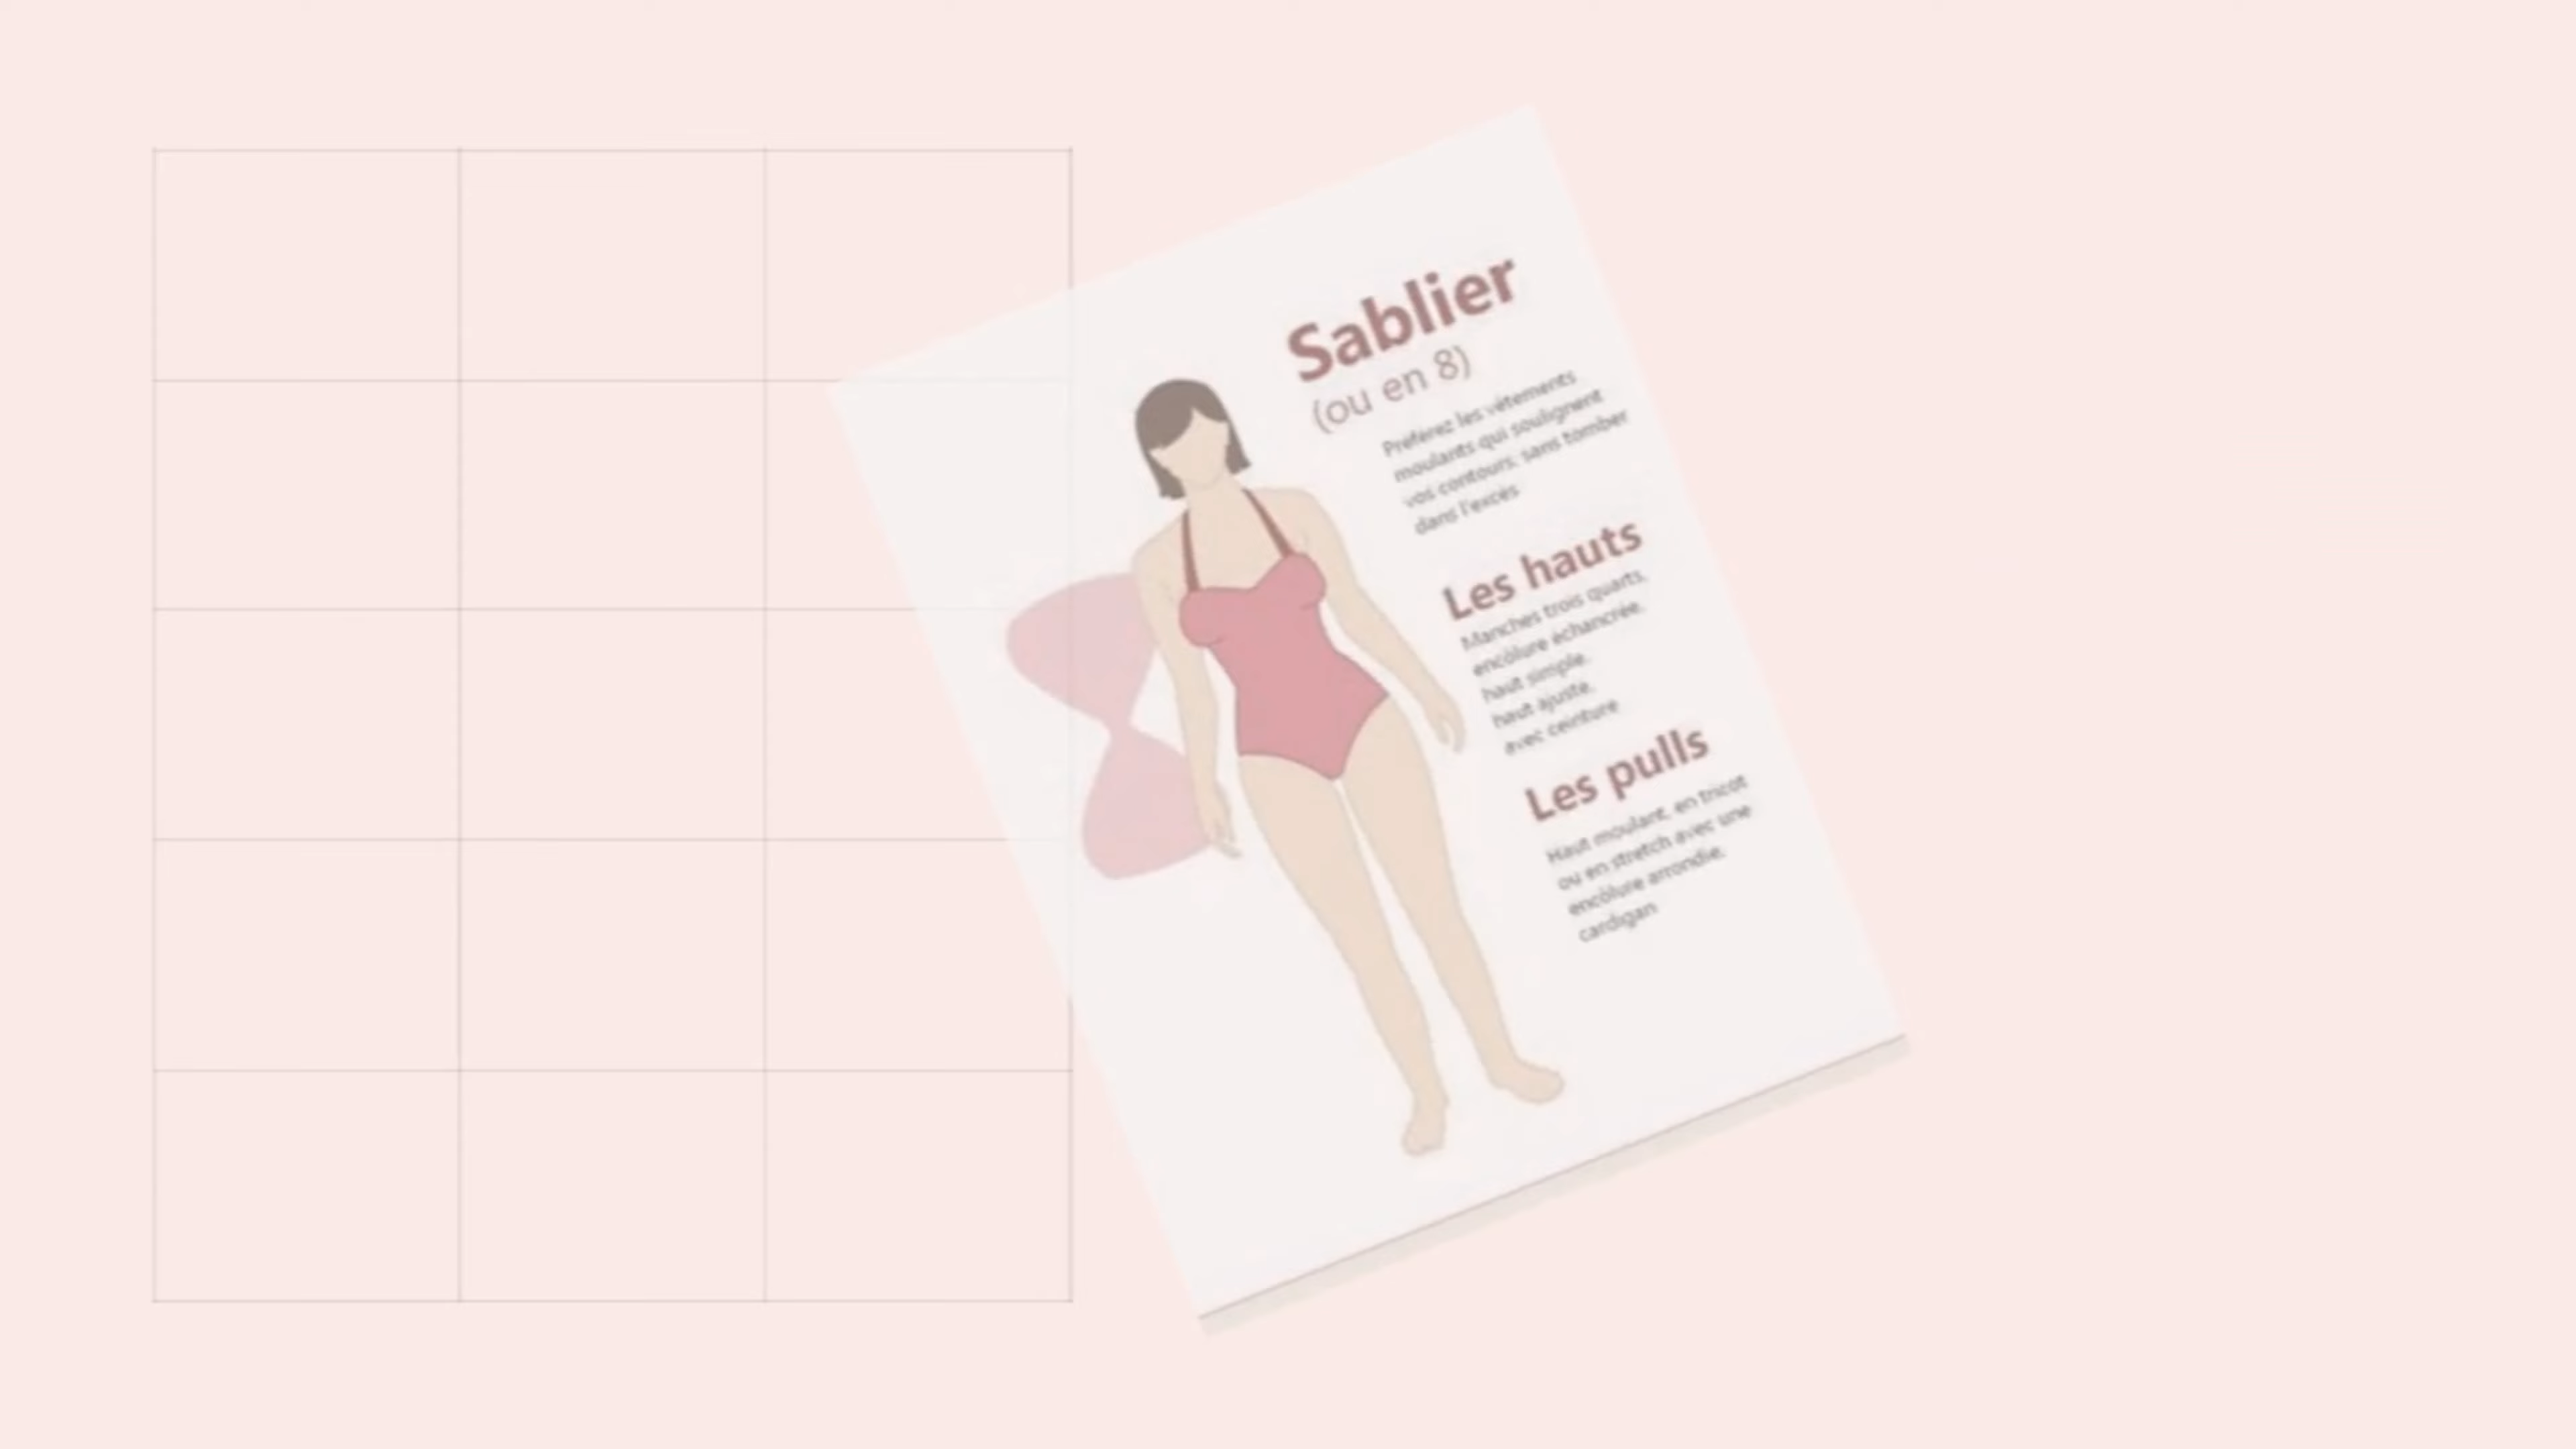 Sablier
(ou en 8)
Préférez les vêtements
moulants qui soulignent
vos contours, sans tomber
dans l'excès
Les hauts
Manches trois quarts,
encolure échancrée,
haut simple,
haut ajusté,
avec ceinture
Les pulls
Haut moulant, en tricot
ou en stretch avec une
encolure arrondie,
cardigan